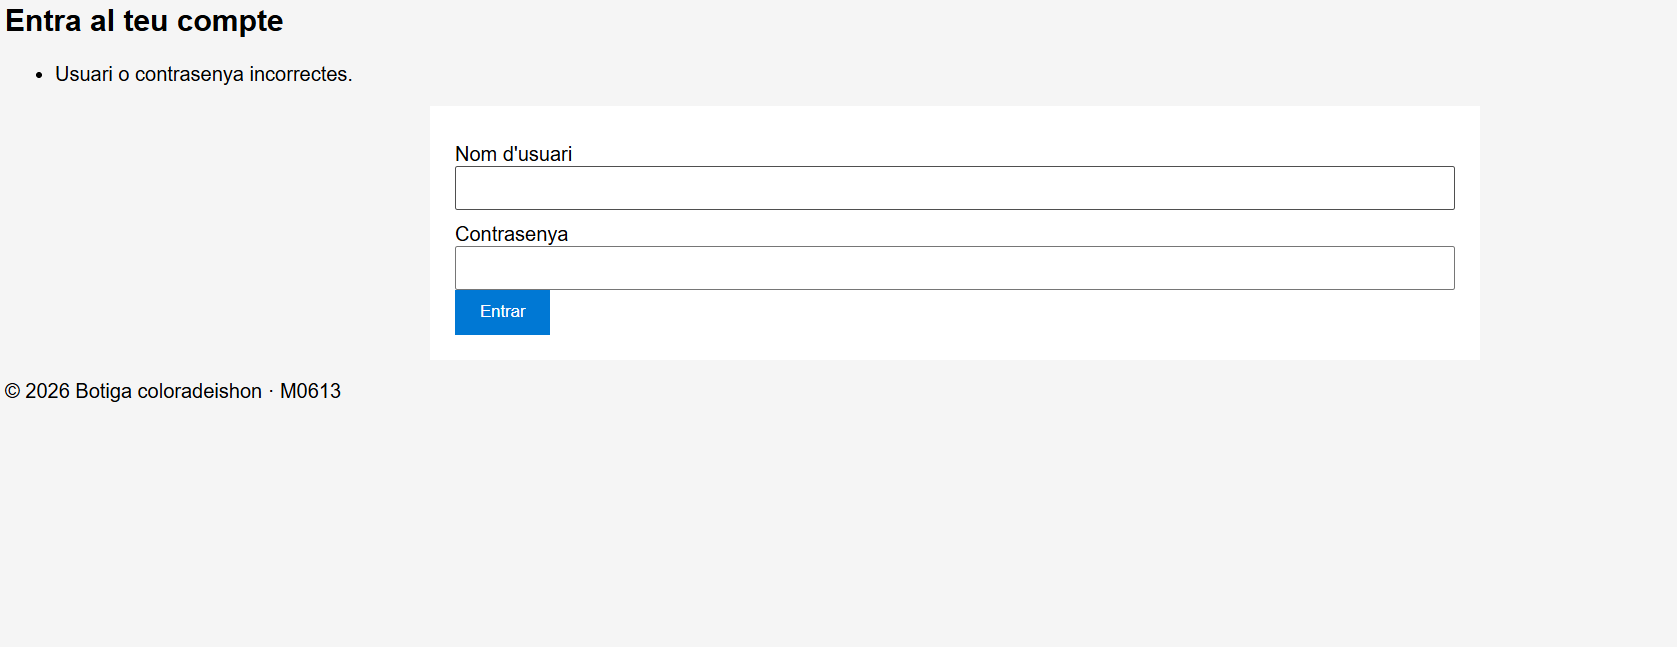 Entra al teu compte
Usuari o contrasenya incorrectes.
Nom d'usuari
Contrasenya
Entrar
© 2026 Botiga coloradeishon · M0613